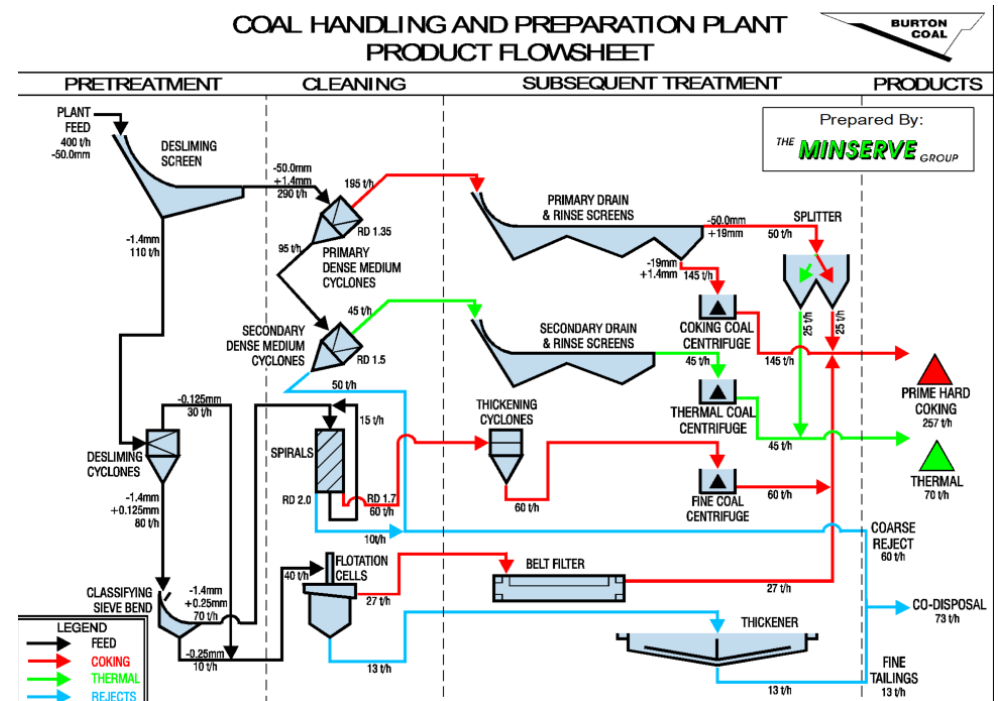 COAL HANDLING AND PREPARATION PLANT
PRODUCT FLOWSHEET
BURTON
COAL
PRETREATMENT
CLEANING
SUBSEQUENT TREATMENT
PRODUCTS
Prepared By:
THE MINSERVE GROUP
PLANT
FEED
400 t/h
-50.0mm
DESLIMING
SCREEN
-50.0mm
+1.4mm
290 t/h
-1.4mm
110 t/h
195 t/h
RD 1.35
95 t/h
PRIMARY
DENSE MEDIUM
CYCLONES
PRIMARY DRAIN
& RINSE SCREENS
-50.0mm
+19mm
50 t/h
SPLITTER
-19mm
+1.4mm
145 t/h
COKING COAL
CENTRIFUGE
25 t/h
25 t/h
145 t/h
45 t/h
SECONDARY
DENSE MEDIUM
CYCLONES
RD 1.5
50 t/h
SECONDARY DRAIN
& RINSE SCREENS
45 t/h
THERMAL COAL
CENTRIFUGE
45 t/h
PRIME HARD
COKING
257 t/h
THERMAL
70 t/h
-0.125mm
30 t/h
DESLIMING
CYCLONES
-1.4mm
+0.125mm
80 t/h
15 t/h
SPIRALS
RD 2.0
RD 1.7
60 t/h
10t/h
THICKENING
CYCLONES
60 t/h
FINE COAL
CENTRIFUGE
60 t/h
COARSE
REJECT
60 t/h
CLASSIFYING
SIEVE BEND
-1.4mm
+0.25mm
70 t/h
-0.25mm
10 t/h
40 t/h
FLOTATION
CELLS
27 t/h
BELT FILTER
27 t/h
13 t/h
THICKENER
13 t/h
CO-DISPOSAL
73 t/h
FINE
TAILINGS
13 t/h
LEGEND
FEED
COKING
THERMAL
REJECTS